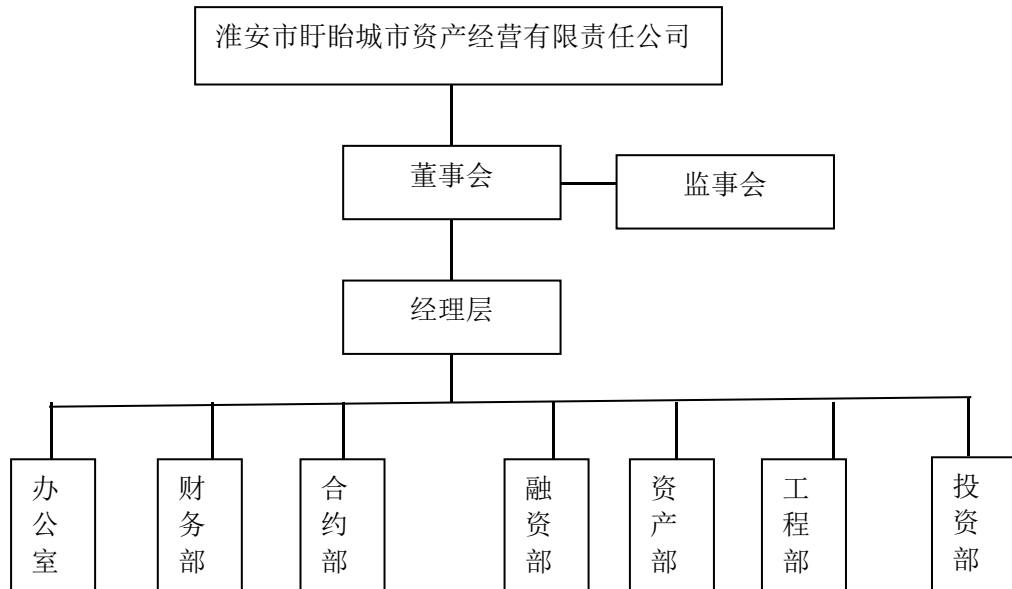 淮安市盱眙城市资产经营有限责任公司
董事会
监事会
经理层
办公室
财务部
合约部
融资部
资产部
工程部
投资部